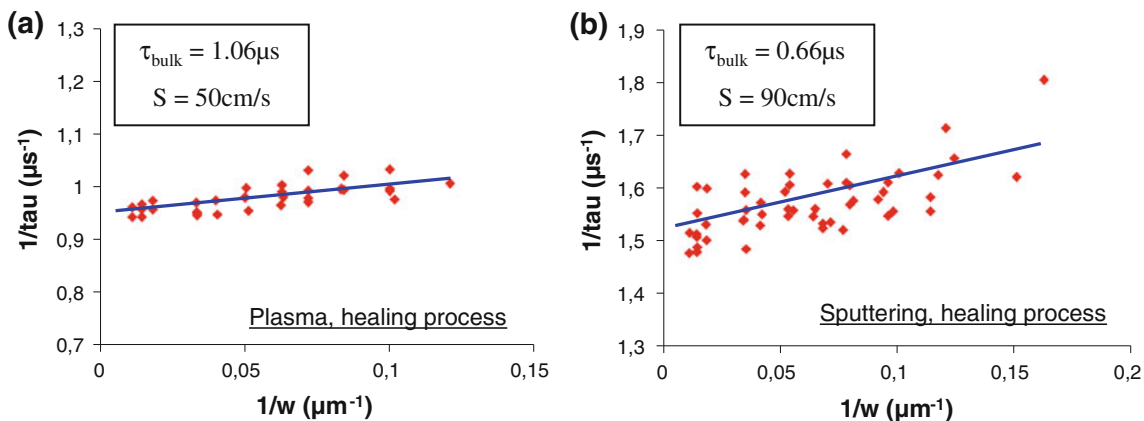 (a)
τbulk = 1.06µs
S = 50cm/s
1/tau (µs⁻¹)
1,3
1,2
1,1
1
0,9
0,8
0,7
Plasma, healing process
0 0,05 0,1 0,15
1/w (µm⁻¹)
(b)
τbulk = 0.66µs
S = 90cm/s
1/tau (µs⁻¹)
1,9
1,8
1,7
1,6
1,5
1,4
1,3
Sputtering, healing process
0 0,05 0,1 0,15 0,2
1/w (µm⁻¹)